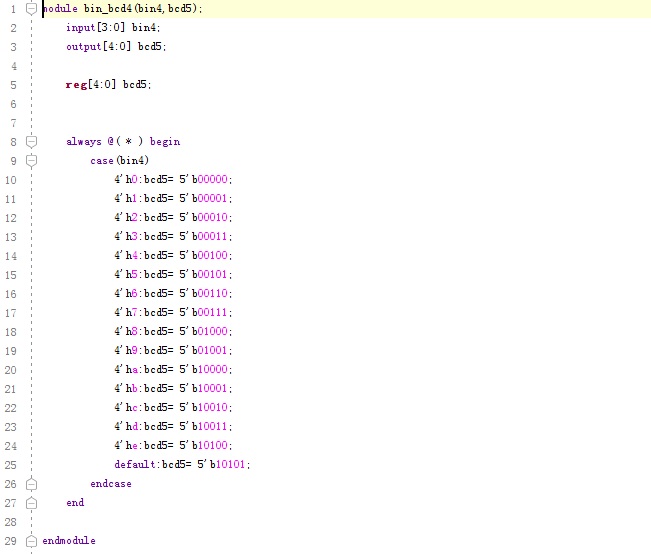 1 module bin_bcd4(bin4,bcd5);
2 input[3:0] bin4;
3 output[4:0] bcd5;
4
5 reg[4:0] bcd5;
6
7
8 always @( * ) begin
9 case(bin4)
10 4'h0:bcd5= 5'b00000;
11 4'h1:bcd5= 5'b00001;
12 4'h2:bcd5= 5'b00010;
13 4'h3:bcd5= 5'b00011;
14 4'h4:bcd5= 5'b00100;
15 4'h5:bcd5= 5'b00101;
16 4'h6:bcd5= 5'b00110;
17 4'h7:bcd5= 5'b00111;
18 4'h8:bcd5= 5'b01000;
19 4'h9:bcd5= 5'b01001;
20 4'ha:bcd5= 5'b10000;
21 4'hb:bcd5= 5'b10001;
22 4'hc:bcd5= 5'b10010;
23 4'hd:bcd5= 5'b10011;
24 4'he:bcd5= 5'b10100;
25 default:bcd5= 5'b10101;
26 endcase
27 end
28
29 endmodule